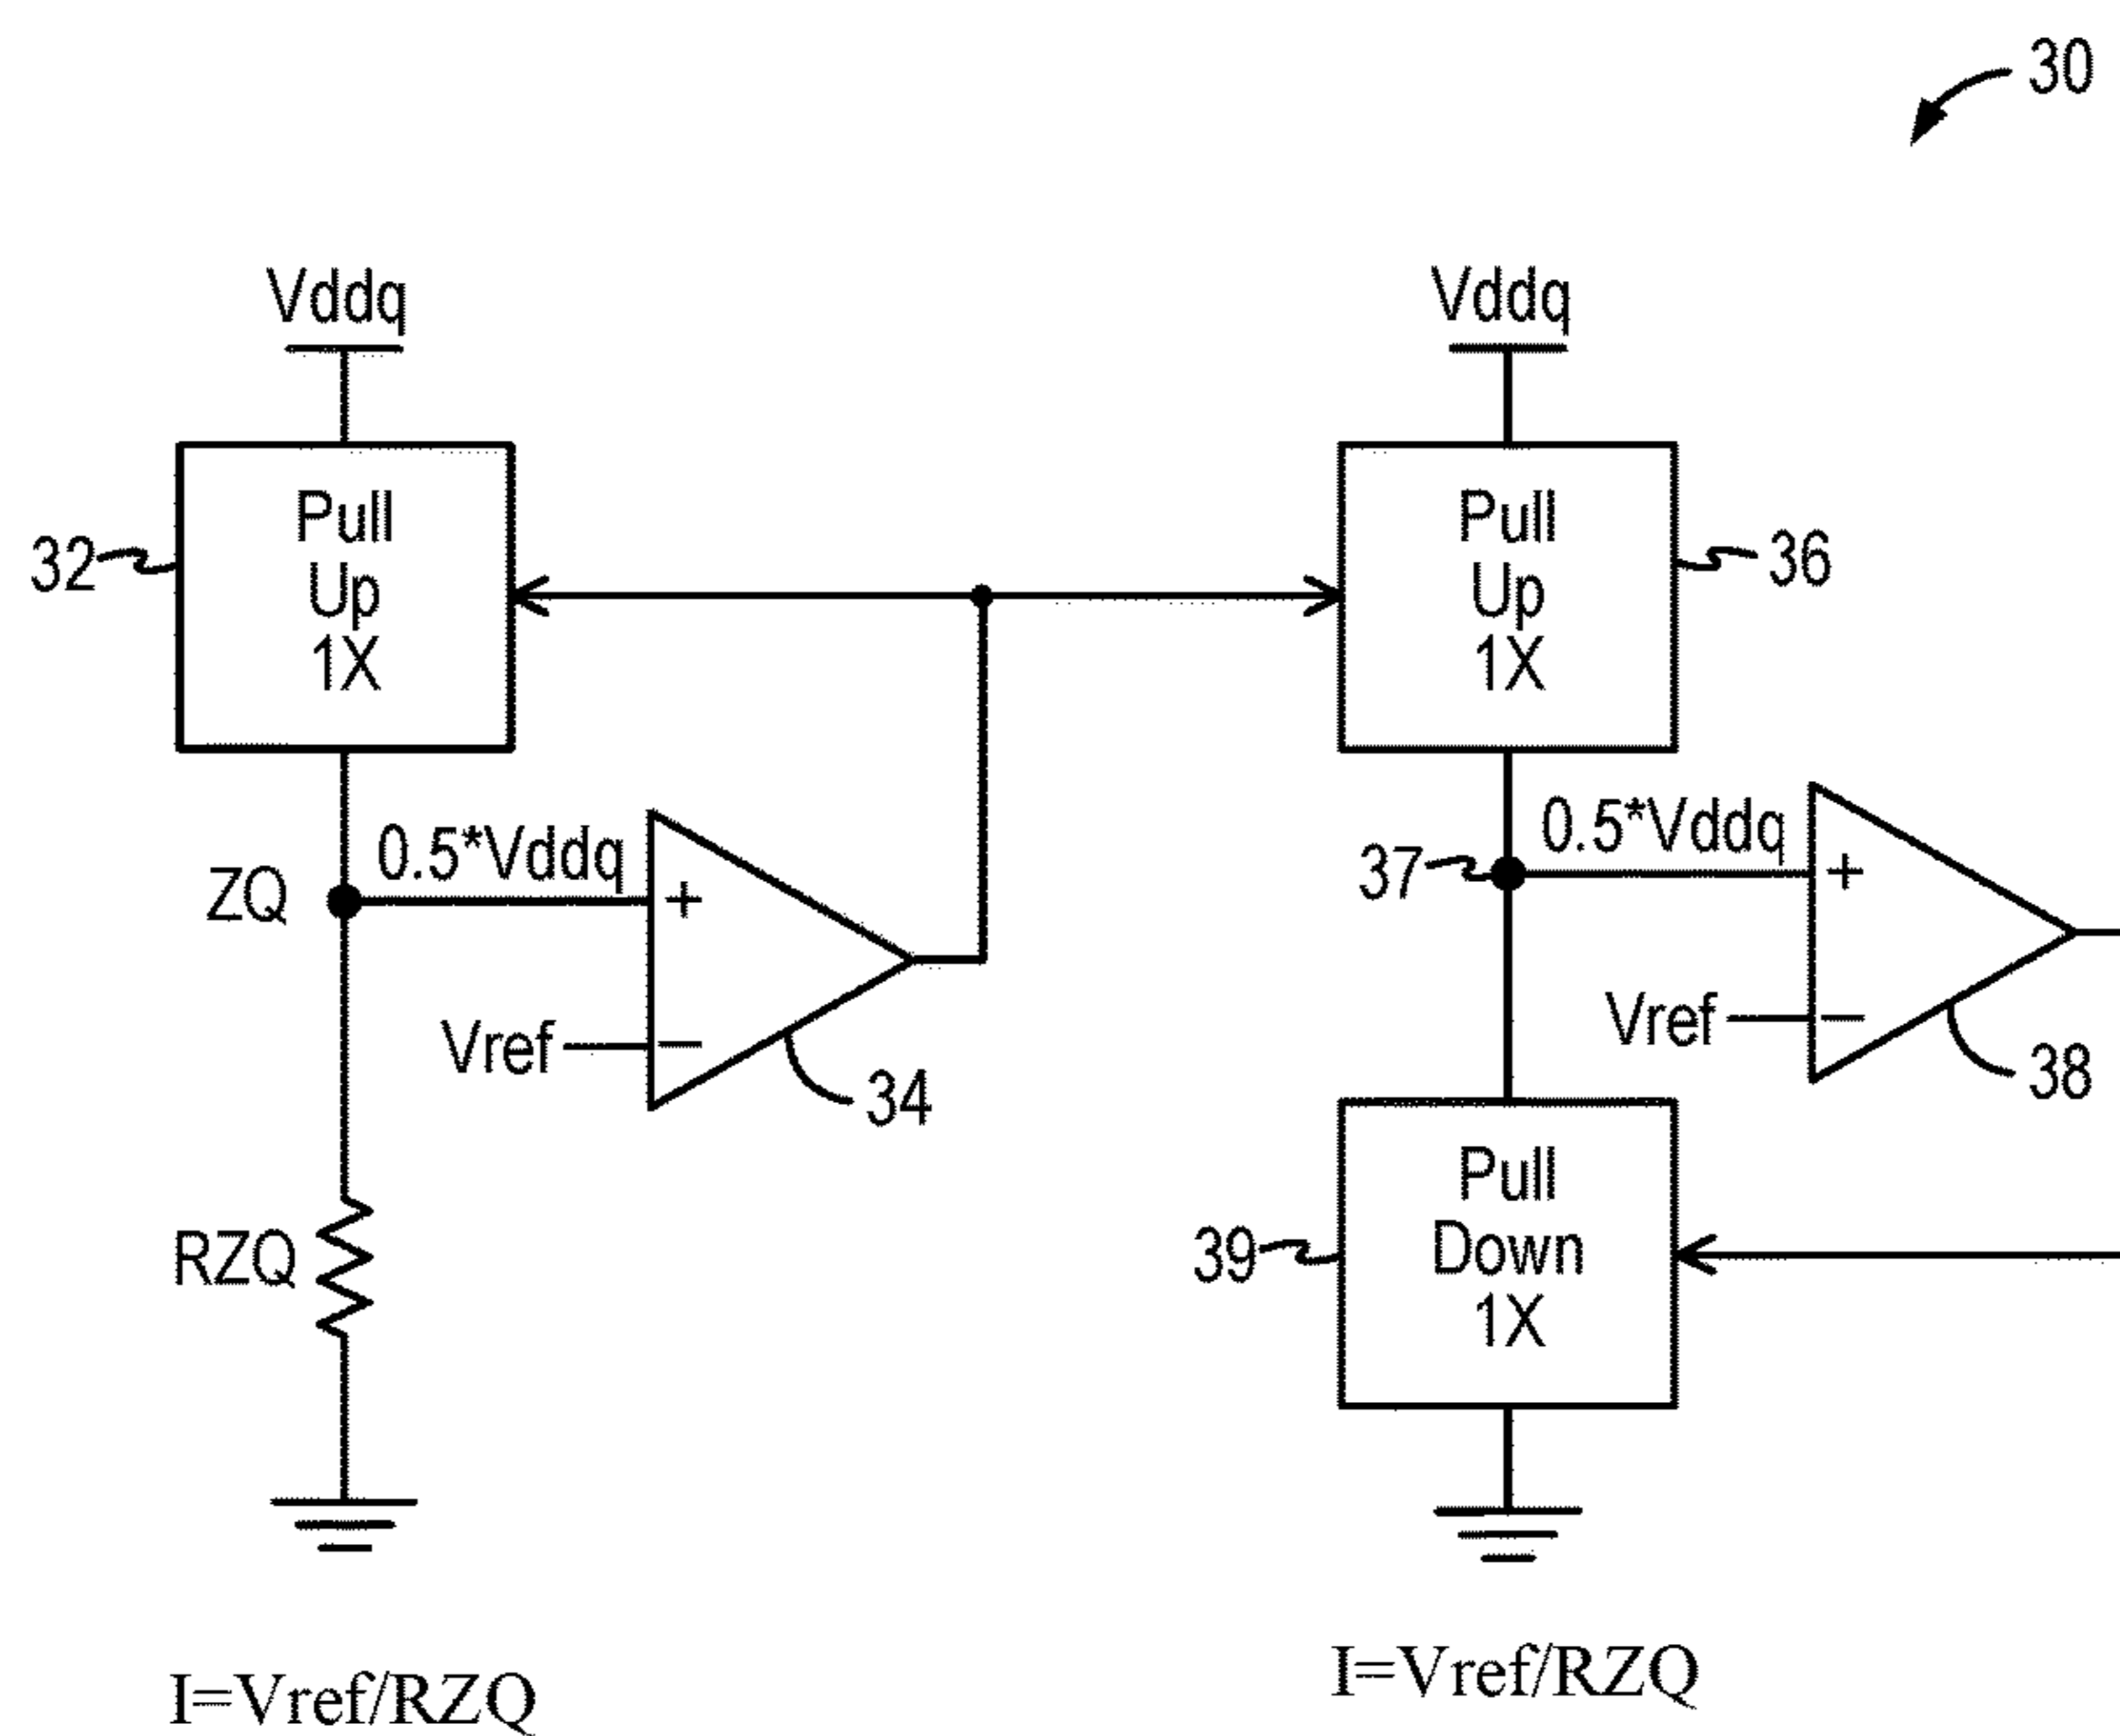 30
Vddq
Vddq
Pull
Up
1X
32
Pull
Up
1X
36
ZQ
0.5*Vddq
+
Vref
−
34
37
0.5*Vddq
+
Vref
−
38
RZQ
39
Pull
Down
1X
I=Vref/RZQ
I=Vref/RZQ